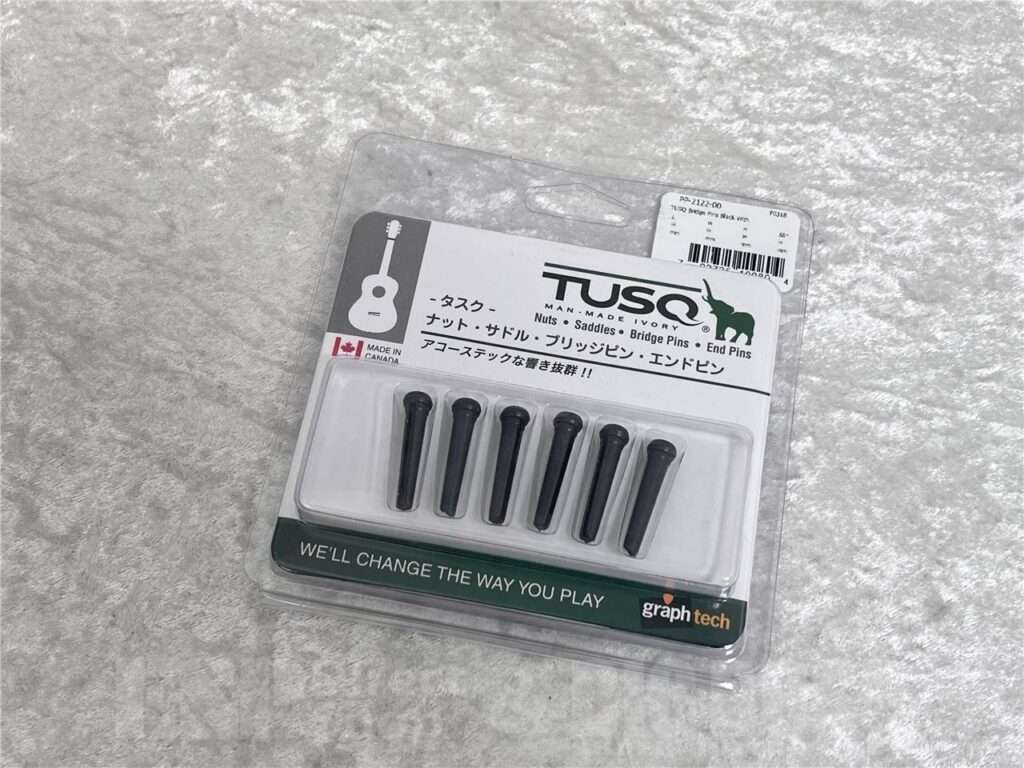 PP-2122-00
TUSQ Bridge Pins Black With
TUSQ
MAN-MADE IVORY
®
Nuts • Saddles • Bridge Pins • End Pins
- タスク -
ナット・サドル・ブリッジピン・エンドピン
アコーステックな響き抜群!!
MADE IN
CANADA
WE'LL CHANGE THE WAY YOU PLAY
graph tech